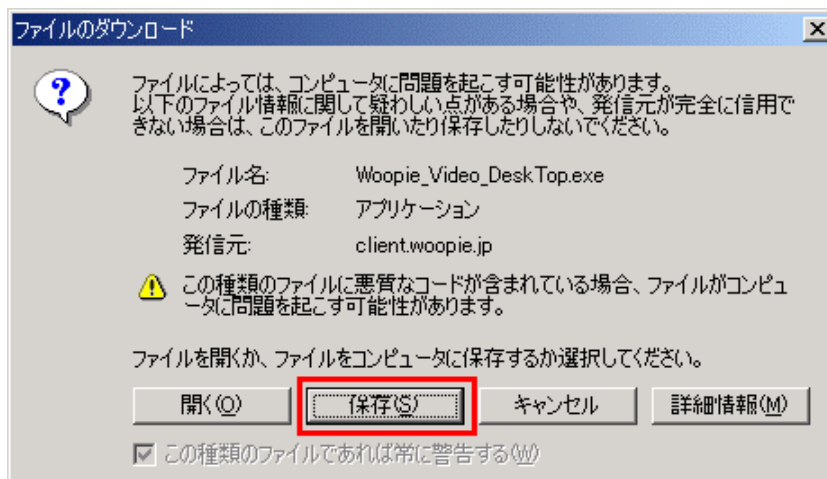 ファイルのダウンロード
ファイルによっては、コンピュータに問題を起こす可能性があります。
以下のファイル情報に関して疑わしい点がある場合や、発信元が完全に信用で
きない場合は、このファイルを開いたり保存したりしないでください。
ファイル名: Woopie_Video_DeskTop.exe
ファイルの種類: アプリケーション
発信元: client.woopie.jp
この種類のファイルに悪質なコードが含まれている場合、ファイルがコンピュ
ータに問題を起こす可能性があります。
ファイルを開くか、ファイルをコンピュータに保存するか選択してください。
開く(O) 保存(S) キャンセル 詳細情報(M)
この種類のファイルであれば常に警告する(W)